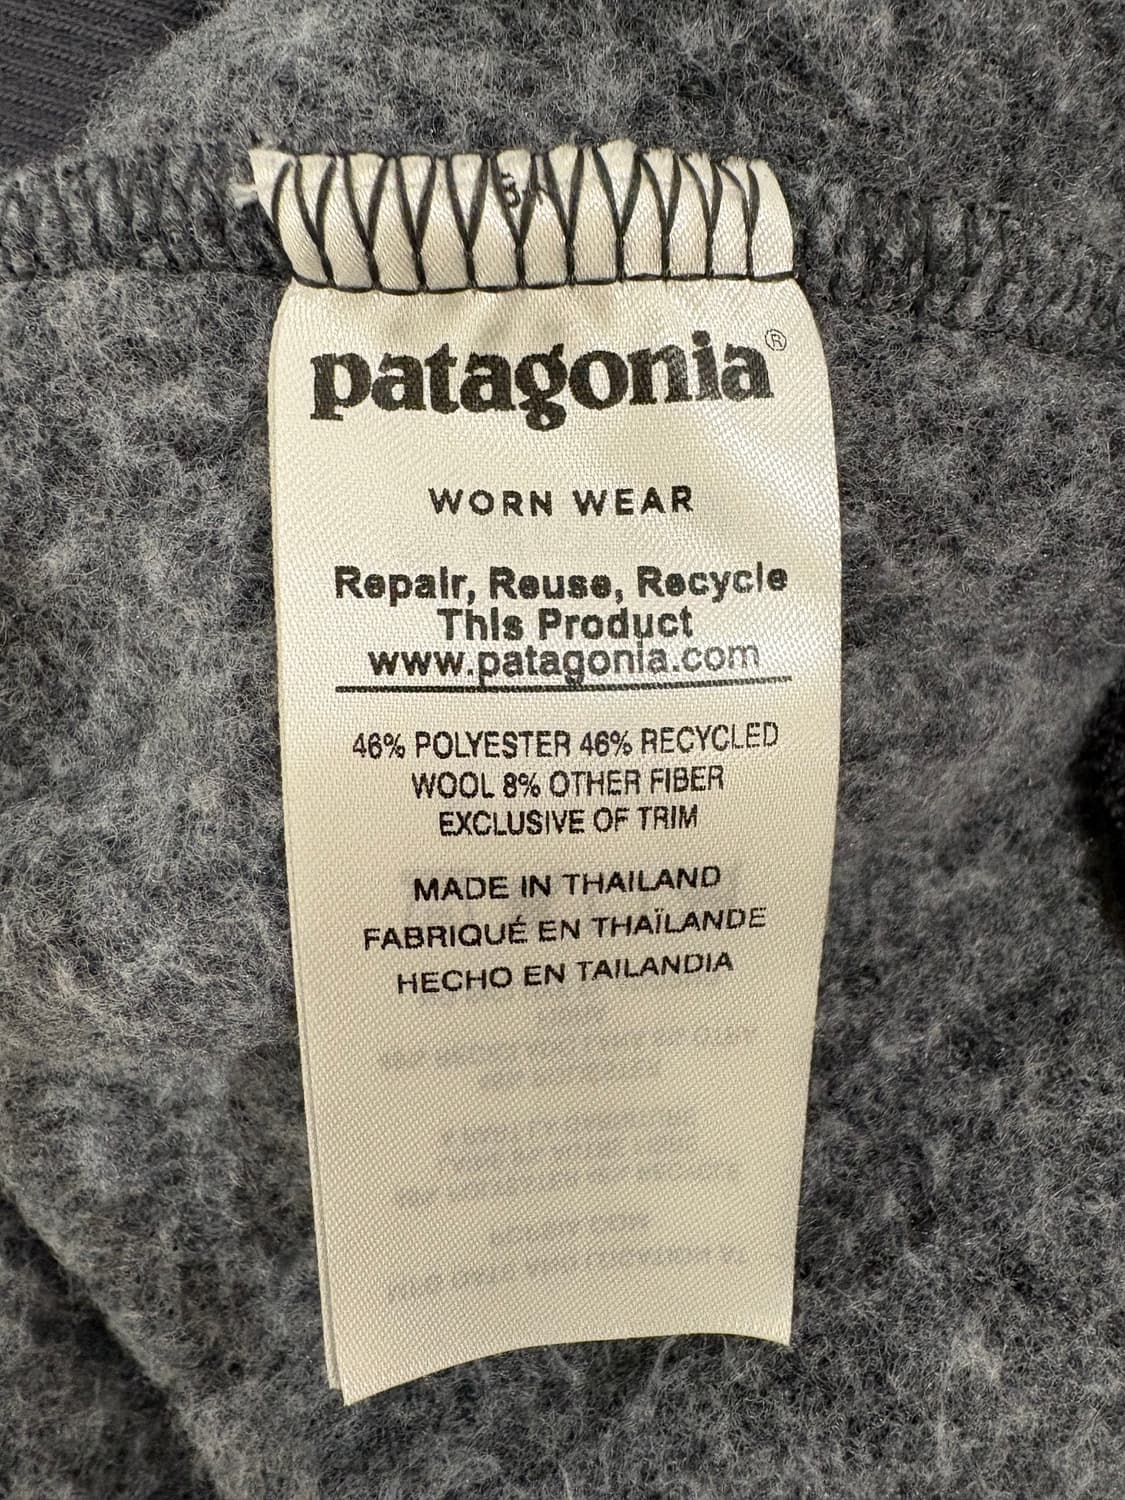 patagonia®
WORN WEAR
Repair, Reuse, Recycle
This Product
www.patagonia.com
46% POLYESTER 46% RECYCLED
WOOL 8% OTHER FIBER
EXCLUSIVE OF TRIM
MADE IN THAILAND
FABRIQUÉ EN THAÏLANDE
HECHO EN TAILANDIA